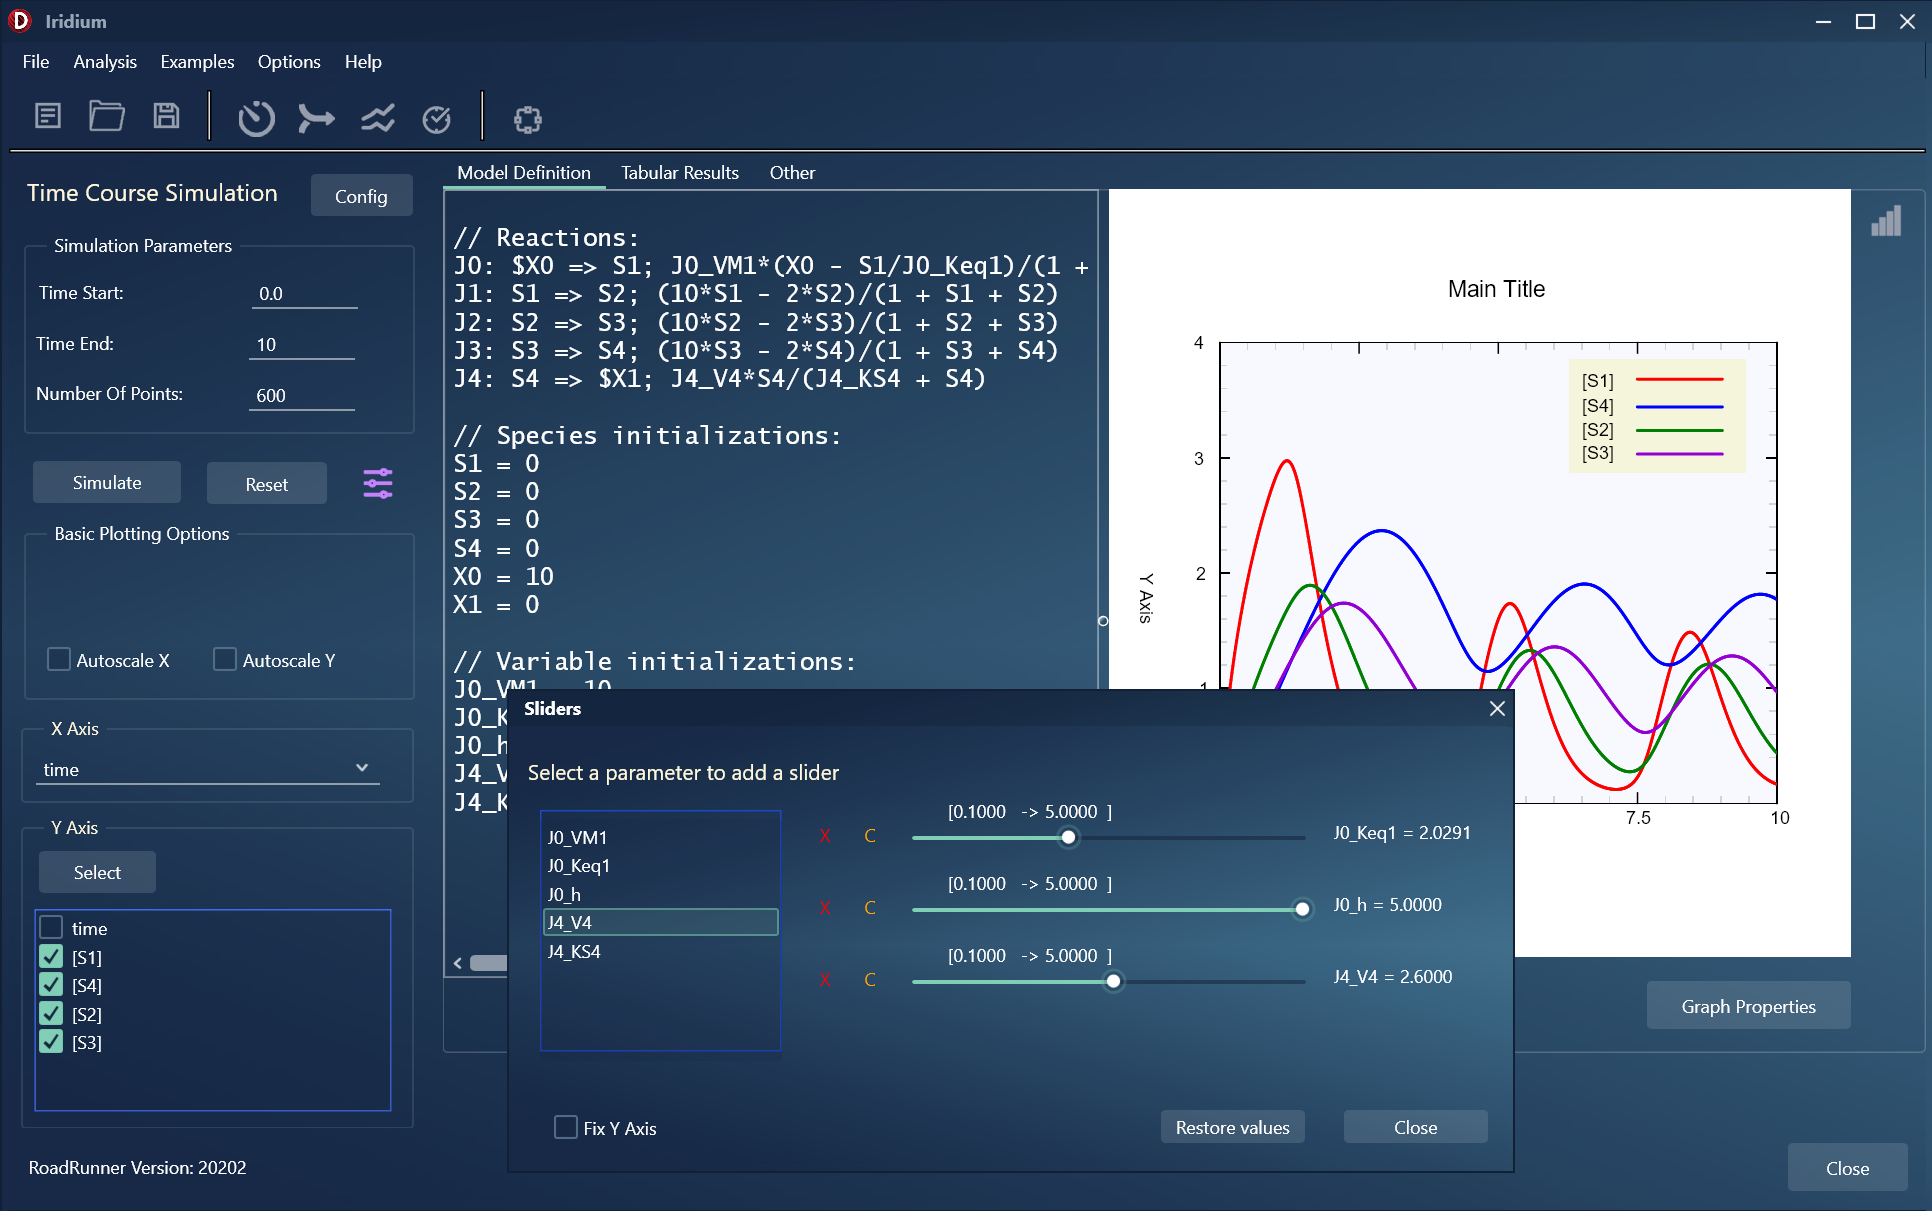 Iridium
File Analysis Examples Options Help
Time Course Simulation
Config
Simulation Parameters
Time Start: 0.0
Time End: 10
Number Of Points: 600
Simulate Reset
Basic Plotting Options
Autoscale X Autoscale Y
X Axis
time
Y Axis
Select
time
[S1]
[S4]
[S2]
[S3]
RoadRunner Version: 20202
Model Definition Tabular Results Other
// Reactions:
J0: $X0 => S1; J0_VM1*(X0 - S1/J0_Keq1)/(1 +
J1: S1 => S2; (10*S1 - 2*S2)/(1 + S1 + S2)
J2: S2 => S3; (10*S2 - 2*S3)/(1 + S2 + S3)
J3: S3 => S4; (10*S3 - 2*S4)/(1 + S3 + S4)
J4: S4 => $X1; J4_V4*S4/(J4_KS4 + S4)
// Species initializations:
S1 = 0
S2 = 0
S3 = 0
S4 = 0
X0 = 10
X1 = 0
// Variable initializations:
J0_VM1 10
J0_K
J0_h
J4_V
J4_K
Main Title
4
3
2
1
Y Axis
[S1]
[S4]
[S2]
[S3]
7.5 10
Graph Properties
Close
Sliders
Select a parameter to add a slider
J0_VM1
J0_Keq1
J0_h
J4_V4
J4_KS4
[0.1000 -> 5.0000 ]
X C J0_Keq1 = 2.0291
[0.1000 -> 5.0000 ]
X C J0_h = 5.0000
[0.1000 -> 5.0000 ]
X C J4_V4 = 2.6000
Fix Y Axis
Restore values Close